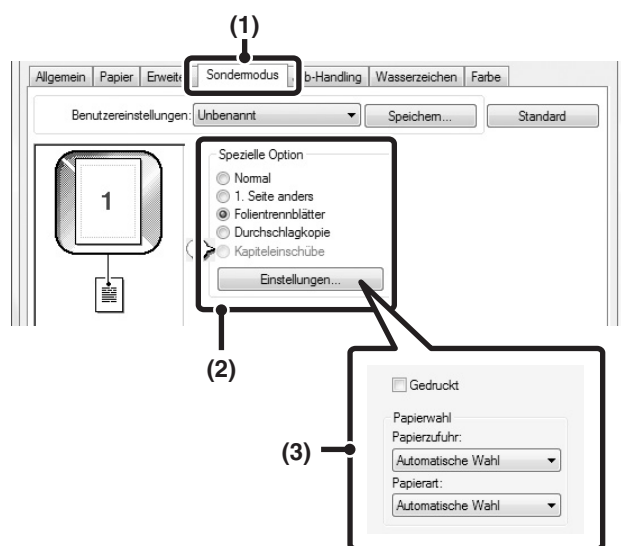 (1)
Allgemein Papier Erweite Sondermodus b-Handling Wasserzeichen Farbe
Benutzereinstellungen: Unbenannt Speichern... Standard
Spezielle Option
Normal
1. Seite anders
Folientrennblätter
Durchschlagkopie
Kapiteleinschübe
Einstellungen...
1
(2)
Gedruckt
Papierwahl
Papierzufuhr:
Automatische Wahl
Papierart:
Automatische Wahl
(3)